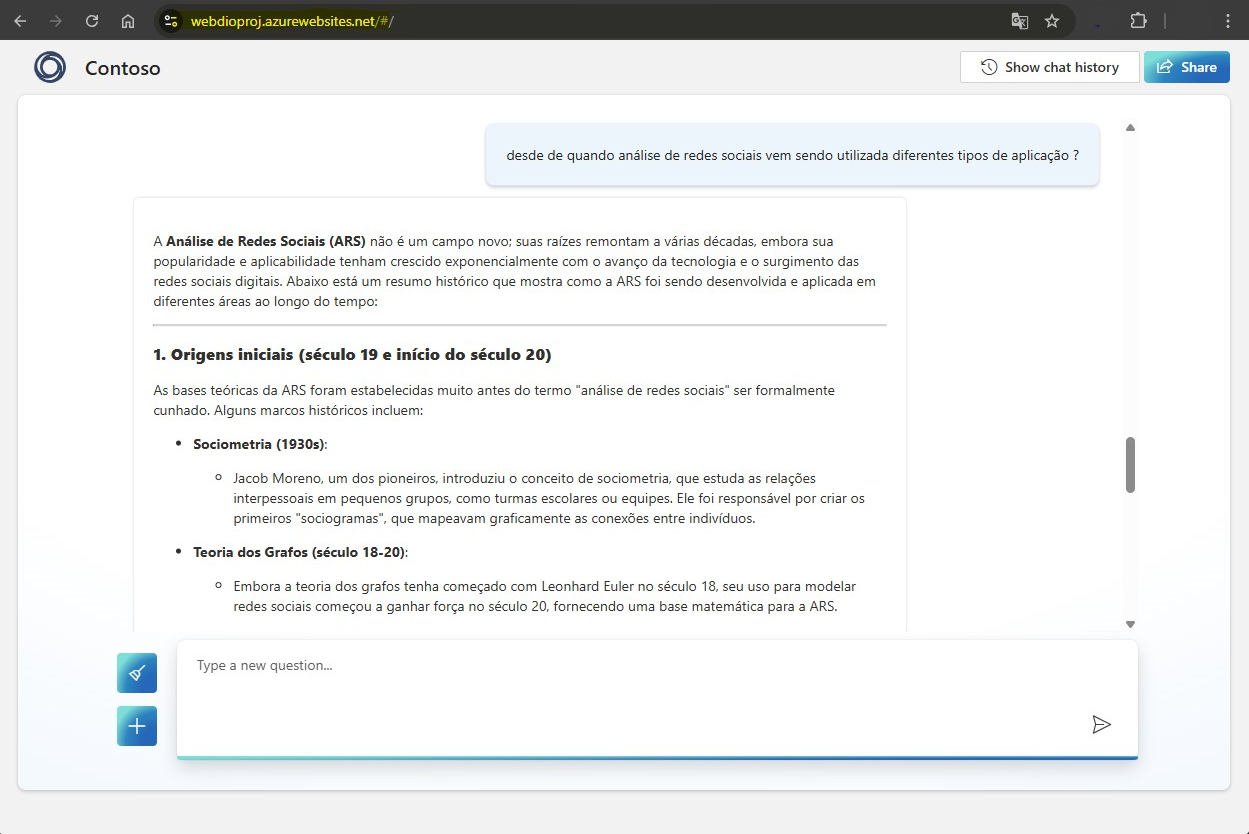 webdioproj.azurewebsites.net/#/
Contoso
Show chat history
Share
desde de quando análise de redes sociais vem sendo utilizada diferentes tipos de aplicação ?
A Análise de Redes Sociais (ARS) não é um campo novo; suas raízes remontam a várias décadas, embora sua
popularidade e aplicabilidade tenham crescido exponencialmente com o avanço da tecnologia e o surgimento das
redes sociais digitais. Abaixo está um resumo histórico que mostra como a ARS foi sendo desenvolvida e aplicada em
diferentes áreas ao longo do tempo:
1. Origens iniciais (século 19 e início do século 20)
As bases teóricas da ARS foram estabelecidas muito antes do termo "análise de redes sociais" ser formalmente
cunhado. Alguns marcos históricos incluem:
• Sociometria (1930s):
○ Jacob Moreno, um dos pioneiros, introduziu o conceito de sociometria, que estuda as relações
interpessoais em pequenos grupos, como turmas escolares ou equipes. Ele foi responsável por criar os
primeiros "sociogramas", que mapeavam graficamente as conexões entre indivíduos.
• Teoria dos Grafos (século 18-20):
○ Embora a teoria dos grafos tenha começado com Leonhard Euler no século 18, seu uso para modelar
redes sociais começou a ganhar força no século 20, fornecendo uma base matemática para a ARS.
Type a new question...